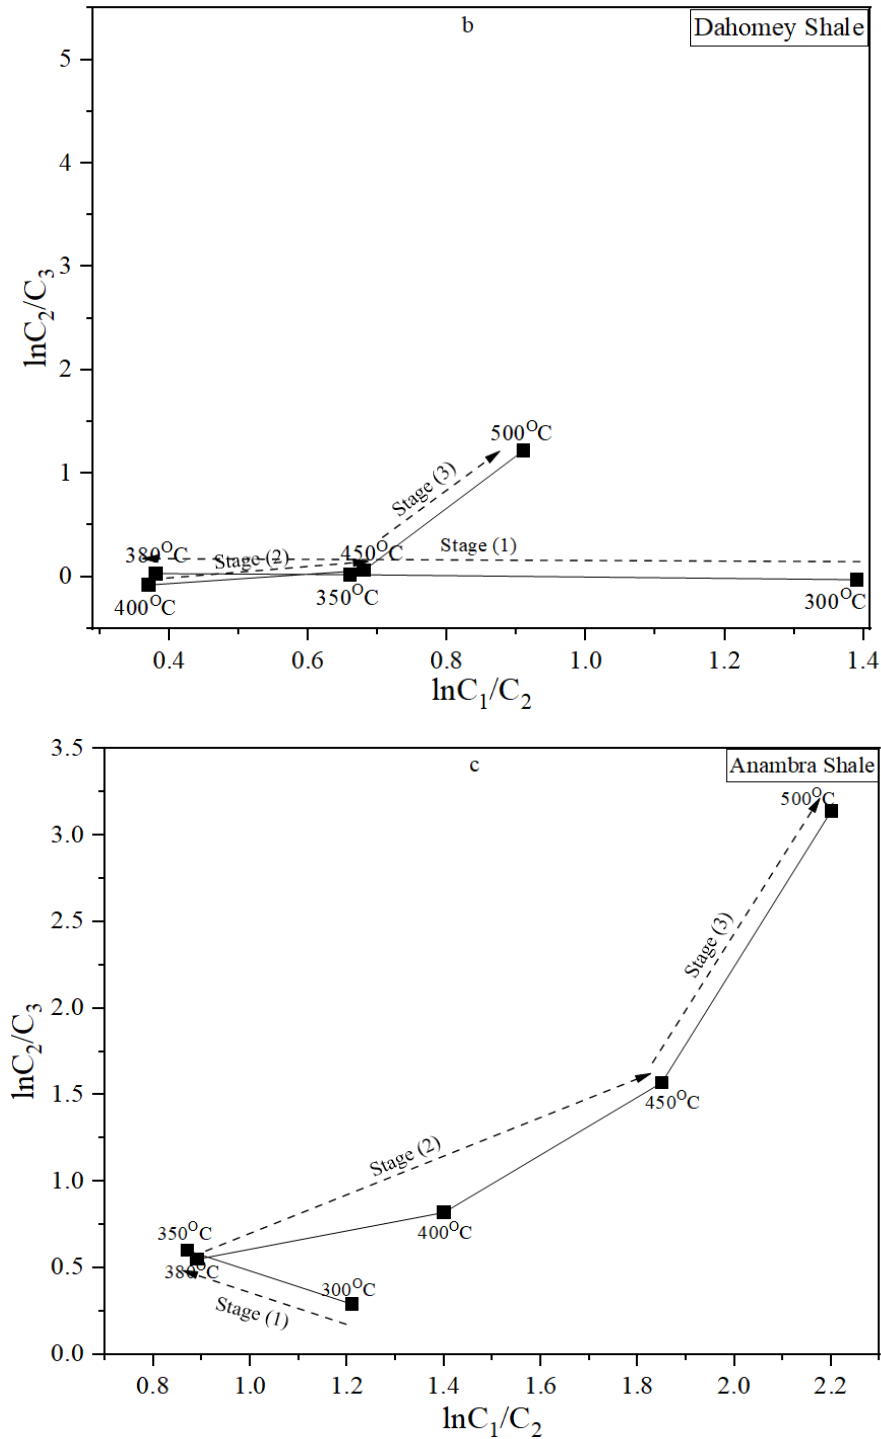 b
Dahomey Shale
5
4
3
2
1
0
lnC₂/C₃
500ᴼC
Stage (3)
380ᴼC
Stage (2)
450ᴼC
Stage (1)
400ᴼC
350ᴼC
300ᴼC
0.4 0.6 0.8 1.0 1.2 1.4
lnC₁/C₂
c
Anambra Shale
3.5
3.0
2.5
2.0
1.5
1.0
0.5
0.0
lnC₂/C₃
500ᴼC
Stage (3)
450ᴼC
Stage (2)
350ᴼC
400ᴼC
380ᴼC
300ᴼC
Stage (1)
0.8 1.0 1.2 1.4 1.6 1.8 2.0 2.2
lnC₁/C₂